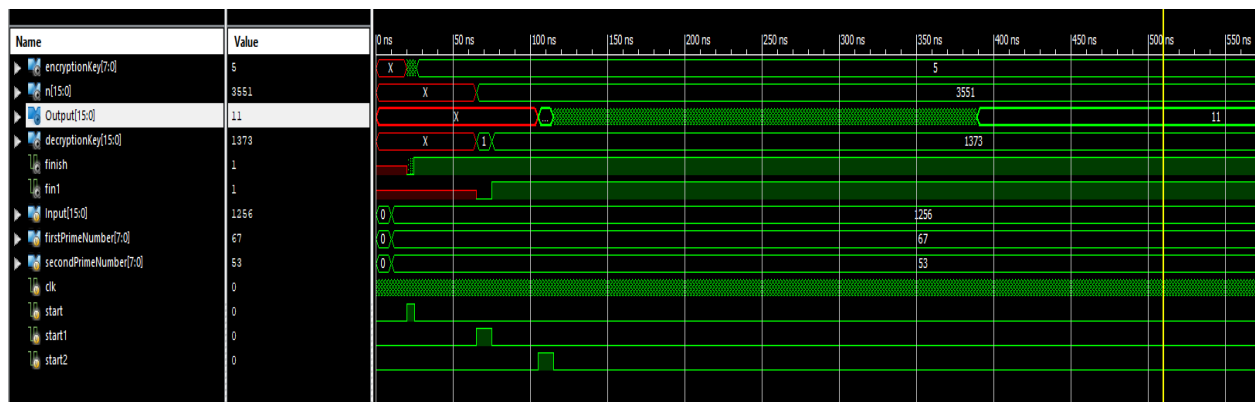 Name Value 0 ns 50 ns 100 ns 150 ns 200 ns 250 ns 300 ns 350 ns 400 ns 450 ns 500 ns 550 ns
encryptionKey[7:0] 5 X 5
n[15:0] 3551 X 3551
Output[15:0] 11 X ... 11
decryptionKey[15:0] 1373 X 1 1373
finish 1
fin1 1
Input[15:0] 1256 0 1256
firstPrimeNumber[7:0] 67 0 67
secondPrimeNumber[7:0] 53 0 53
clk 0
start 0
start1 0
start2 0